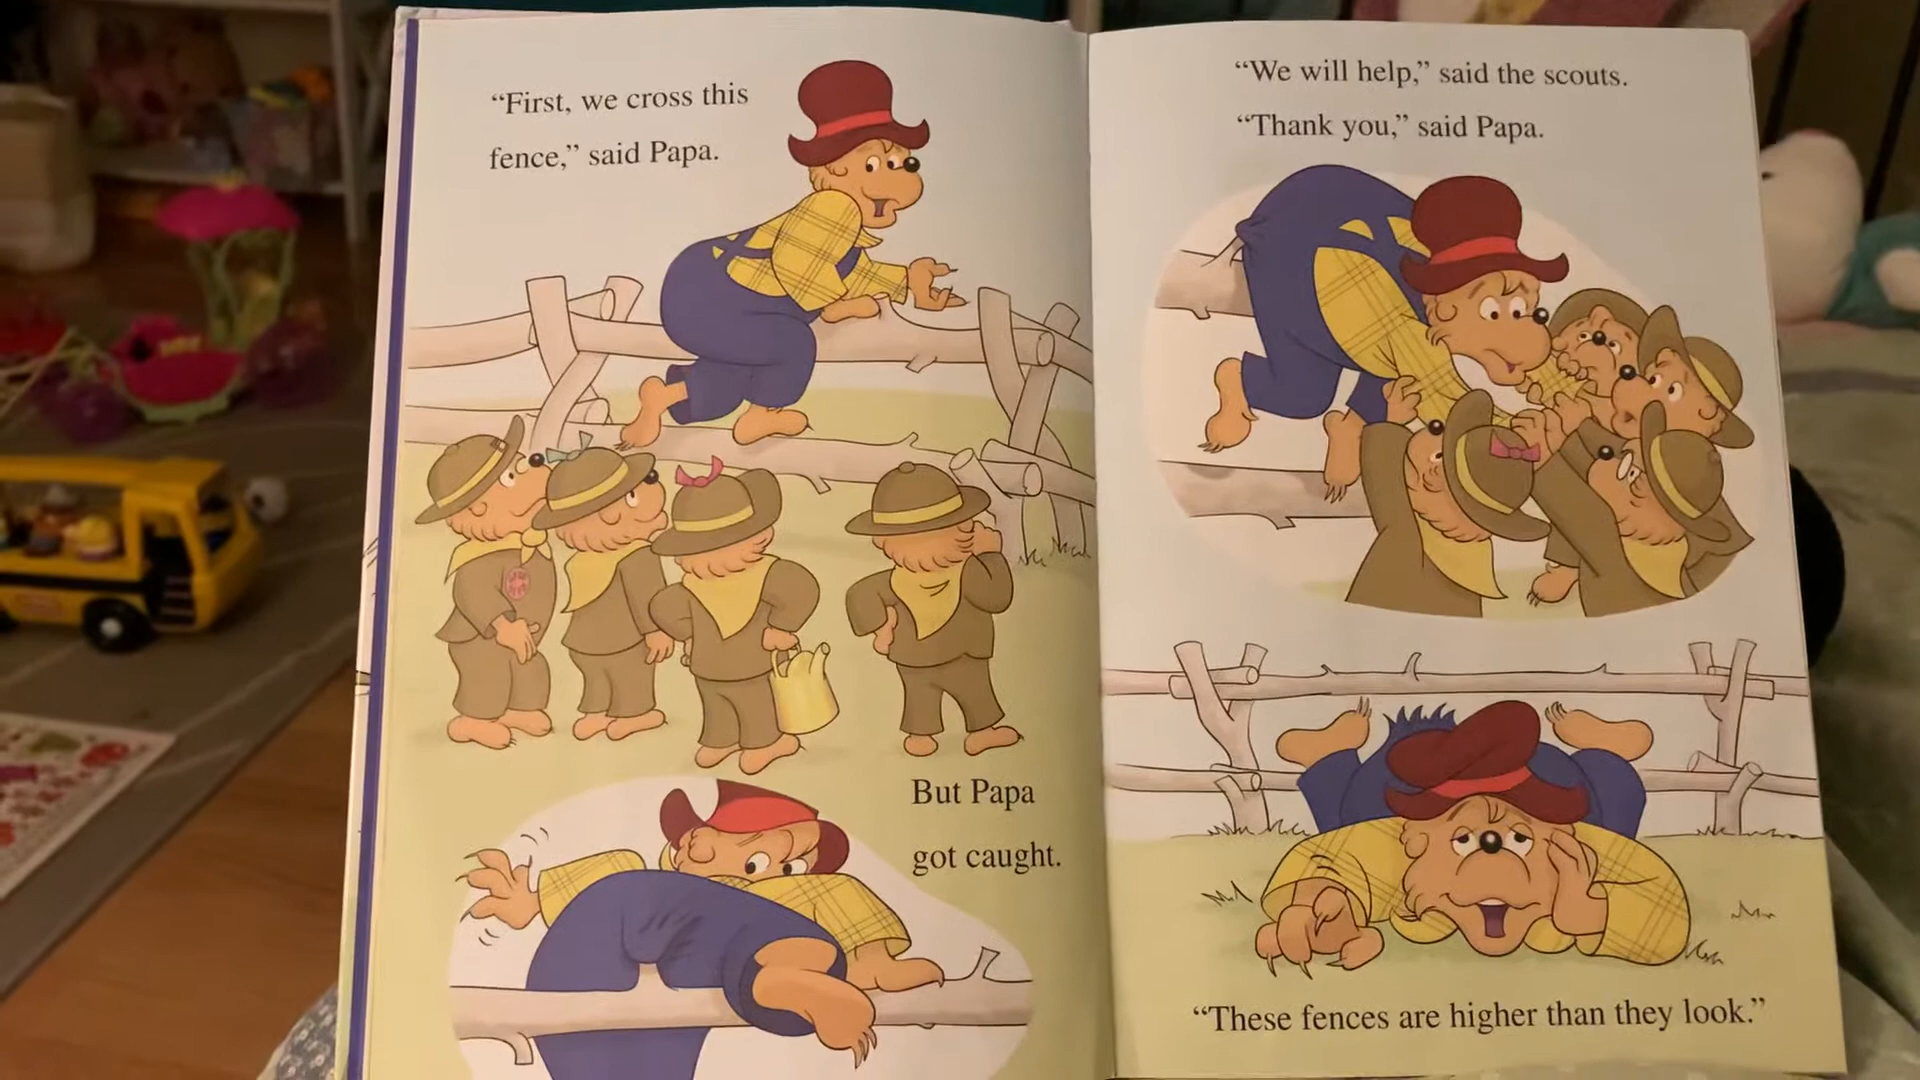 “First, we cross this
fence,” said Papa.
But Papa
got caught.
“We will help,” said the scouts.
“Thank you,” said Papa.
“These fences are higher than they look.”